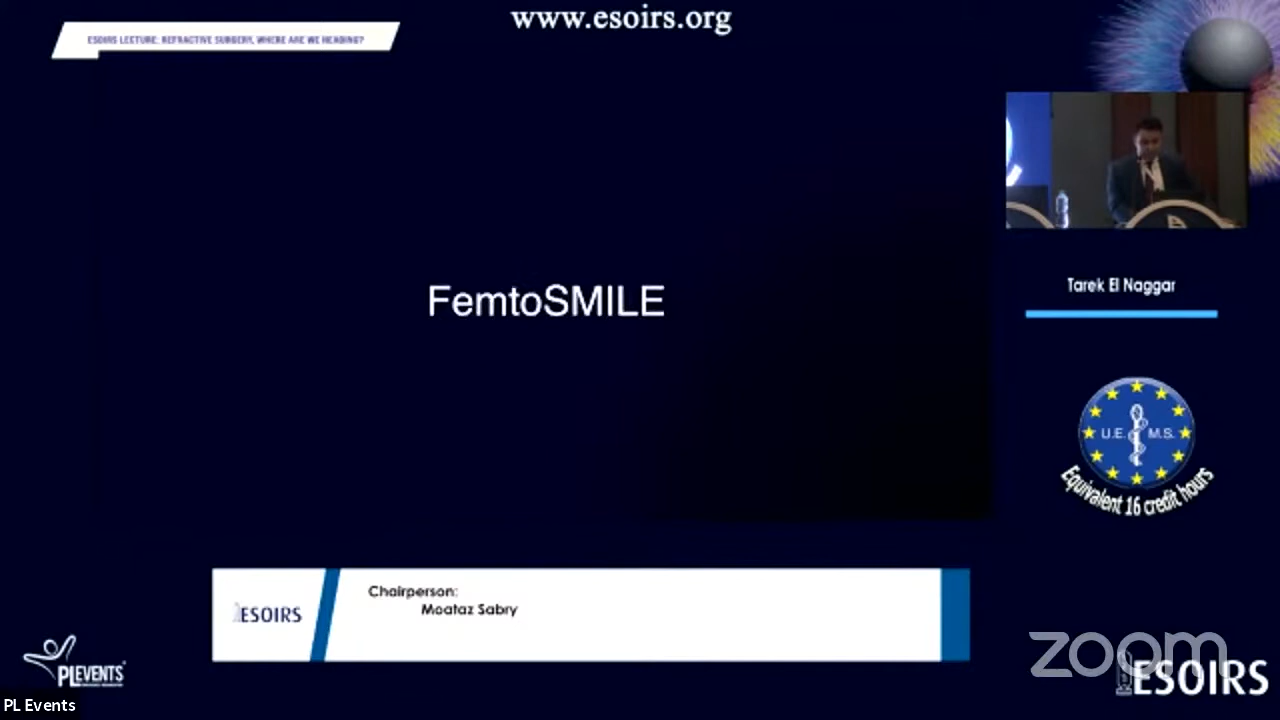 www.esoirs.org
ESOIRS LECTURE: REFRACTIVE SURGERY, WHERE ARE WE HEADING?
FemtoSMILE
Tarek El Naggar
U.E.M.S.
Equivalent 16 credit hours
ESOIRS
Chairperson:
Moataz Sabry
PLEVENTS
zoom
ESOIRS
PL Events